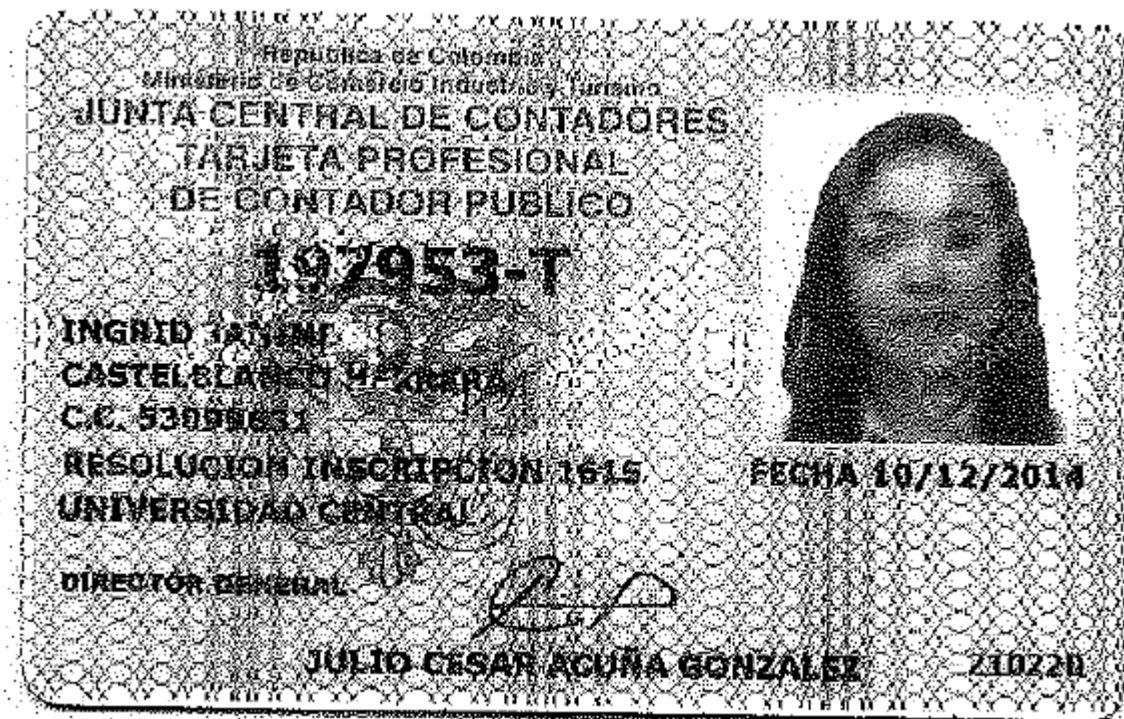 República de Colombia
Ministerio de Comercio Industria y Turismo
JUNTA CENTRAL DE CONTADORES
TARJETA PROFESIONAL
DE CONTADOR PUBLICO
197953-T
INGRID
CASTELBLANCO HERRERA
C.C.
RESOLUCION INSCRIPCION 1615
UNIVERSIDAD CENTRAL
FECHA 10/12/2014
DIRECTOR GENERAL
JULIO CESAR ACUÑA GONZALEZ
210220